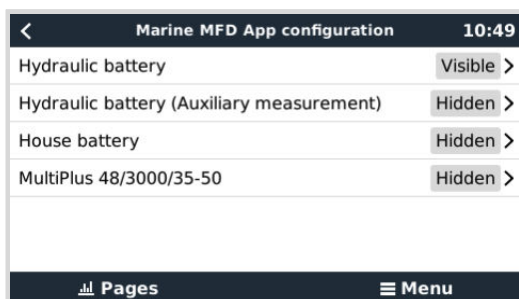 Marine MFD App configuration 10:49
Hydraulic battery Visible
Hydraulic battery (Auxiliary measurement) Hidden
House battery Hidden
MultiPlus 48/3000/35-50 Hidden
Pages Menu